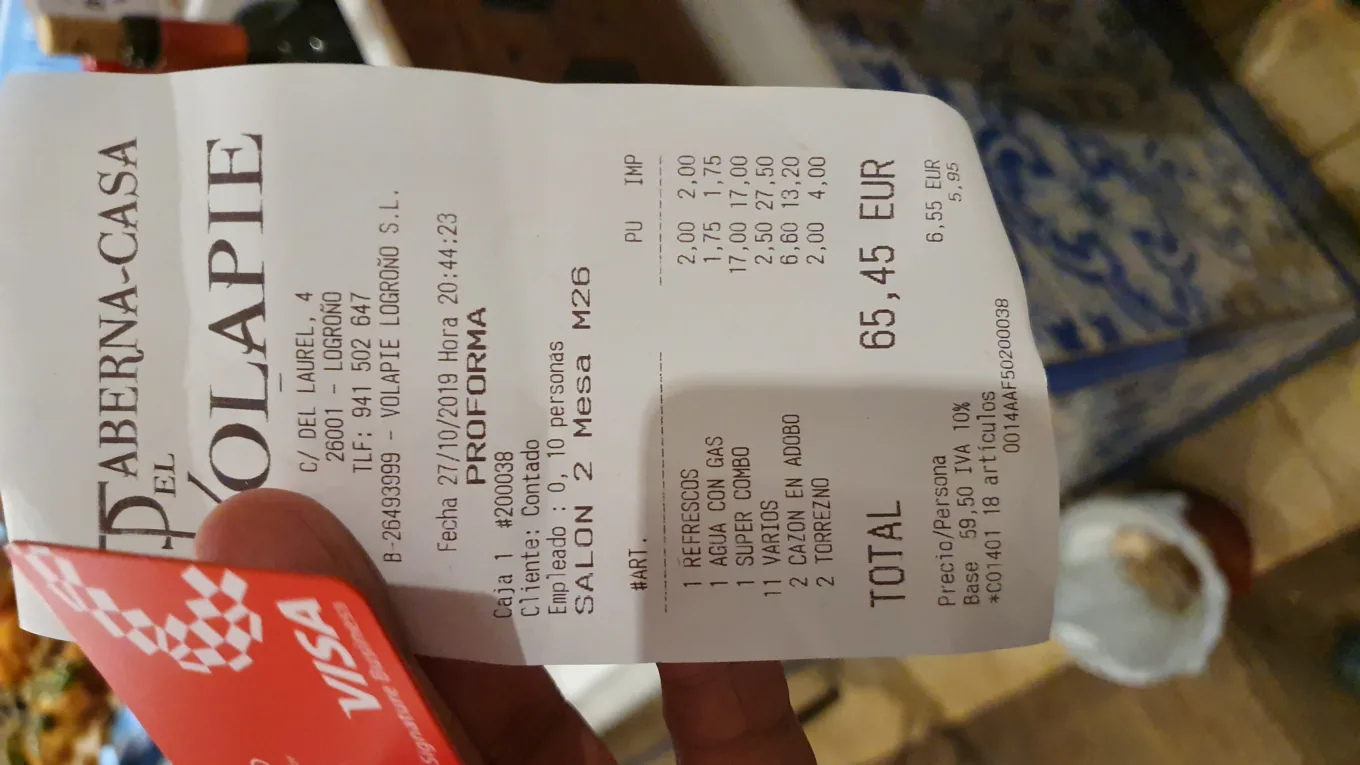 TABERNA-CASA
DEL
VOLAPIE
C/ DEL LAUREL, 4
26001 - LOGROÑO
TLF: 941 502 647
B-26493999 - VOLAPIE LOGROÑO S.L.
Fecha 27/10/2019 Hora 20:44:23
PROFORMA
Caja 1 #200038
Cliente: Contado
Empleado : 0, 10 personas
SALON 2 Mesa M26
#ART. PU IMP
1 REFRESCOS 2,00 2,00
1 AGUA CON GAS 1,75 1,75
1 SUPER COMBO 17,00 17,00
11 VARIOS 2,50 27,50
2 CAZON EN ADOBO 6,60 13,20
2 TORREZNO 2,00 4,00
TOTAL 65,45 EUR
Precio/Persona 6,55 EUR
Base 59,50 IVA 10% 5,95
*C01401 18 artículos
0014AAF50200038
VISA
Signature Business